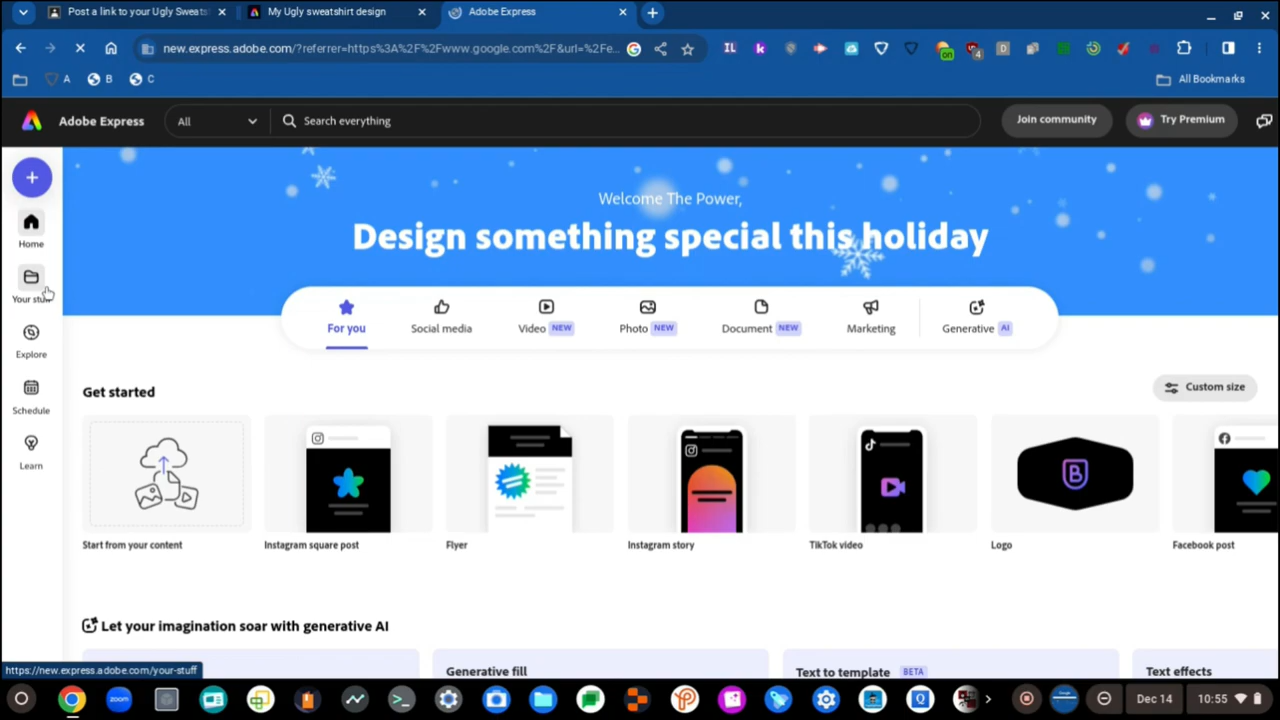 Post a link to your Ugly Sweats
My Ugly sweatshirt design
Adobe Express
new.express.adobe.com/?referrer=https%3A%2F%2Fwww.google.com%2F&url=%2Fe...
A
B
C
All Bookmarks
Adobe Express
All
Search everything
Join community
Try Premium
Home
Your stuff
Explore
Schedule
Learn
Welcome The Power,
Design something special this holiday
For you
Social media
Video NEW
Photo NEW
Document NEW
Marketing
Generative AI
Get started
Custom size
Start from your content
Instagram square post
Flyer
Instagram story
TikTok video
Logo
Facebook post
Let your imagination soar with generative AI
Generative fill
Text to template BETA
Text effects
https://new.express.adobe.com/your-stuff
zoom
Dec 14
10:55